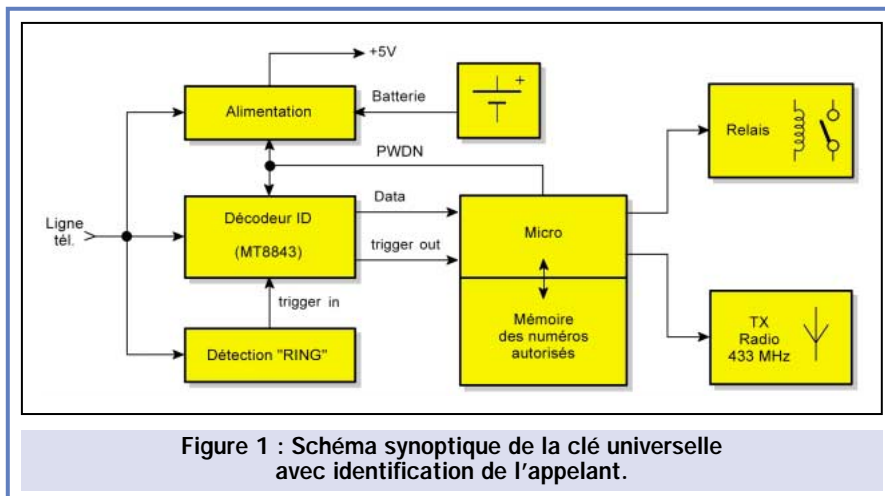 +5V
Alimentation
Batterie
+
PWDN
Relais
Ligne
tél.
Décodeur ID
(MT8843)
Data
trigger out
Micro
trigger in
Détection "RING"
Mémoire
des numéros
autorisés
TX
Radio
433 MHz
Figure 1 : Schéma synoptique de la clé universelle
avec identification de l'appelant.